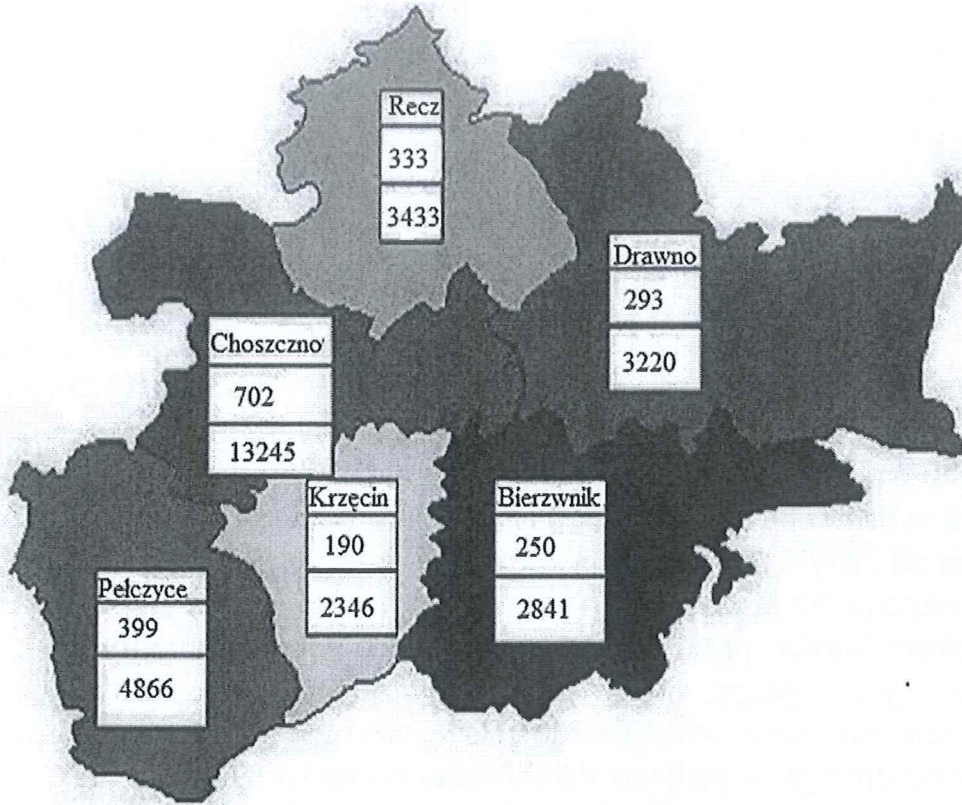 Recz
333
3433
Drawno
293
3220
Choszczno
702
13245
Krzęcin
190
2346
Bierzwnik
250
2841
Pełczyce
399
4866